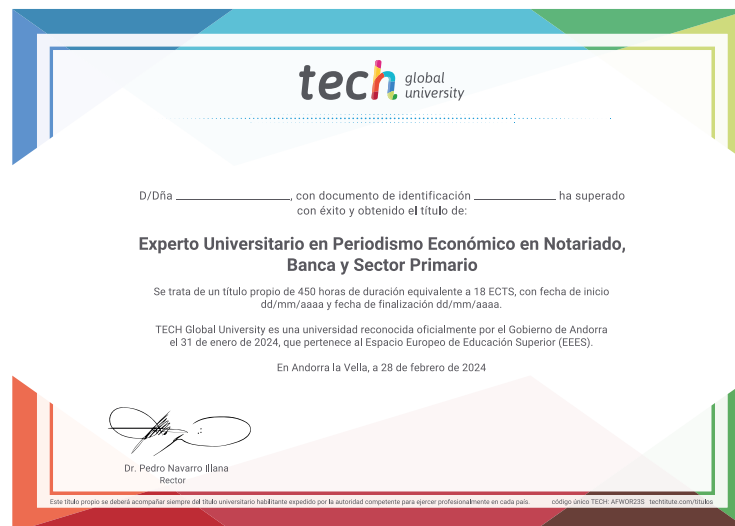 tech global university
D/Dña ____________________, con documento de identificación ______________ ha superado
con éxito y obtenido el título de:
Experto Universitario en Periodismo Económico en Notariado,
Banca y Sector Primario
Se trata de un título propio de 450 horas de duración equivalente a 18 ECTS, con fecha de inicio
dd/mm/aaaa y fecha de finalización dd/mm/aaaa.
TECH Global University es una universidad reconocida oficialmente por el Gobierno de Andorra
el 31 de enero de 2024, que pertenece al Espacio Europeo de Educación Superior (EEES).
En Andorra la Vella, a 28 de febrero de 2024
Dr. Pedro Navarro Illana
Rector
Este título propio se deberá acompañar siempre del título universitario habilitante expedido por la autoridad competente para ejercer profesionalmente en cada país. código único TECH: AFWOR23S techtitute.com/titulos